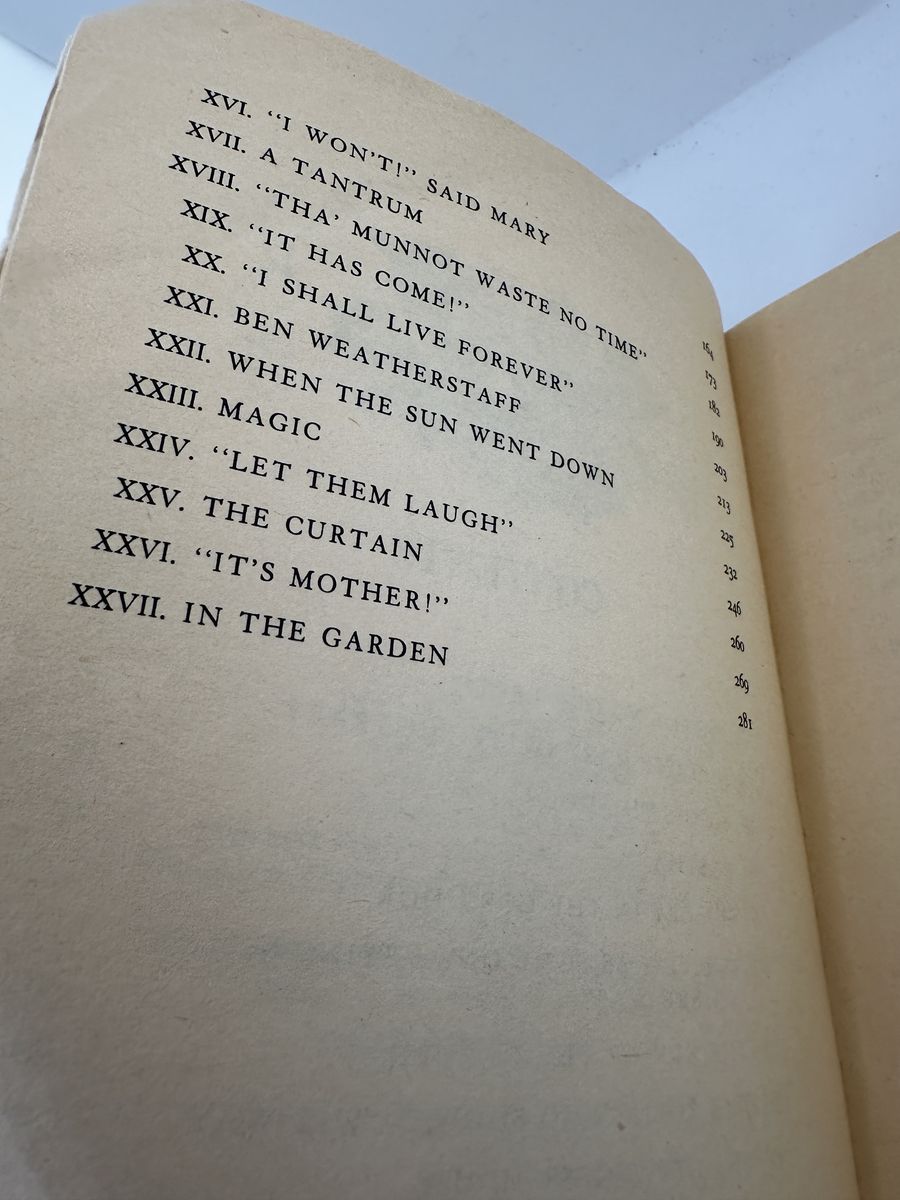 XVI. “I WON'T!” SAID MARY 164
XVII. A TANTRUM 173
XVIII. “THA' MUNNOT WASTE NO TIME” 182
XIX. “IT HAS COME!” 190
XX. “I SHALL LIVE FOREVER” 203
XXI. BEN WEATHERSTAFF 213
XXII. WHEN THE SUN WENT DOWN 225
XXIII. MAGIC 232
XXIV. “LET THEM LAUGH” 246
XXV. THE CURTAIN 260
XXVI. “IT'S MOTHER!” 269
XXVII. IN THE GARDEN 281